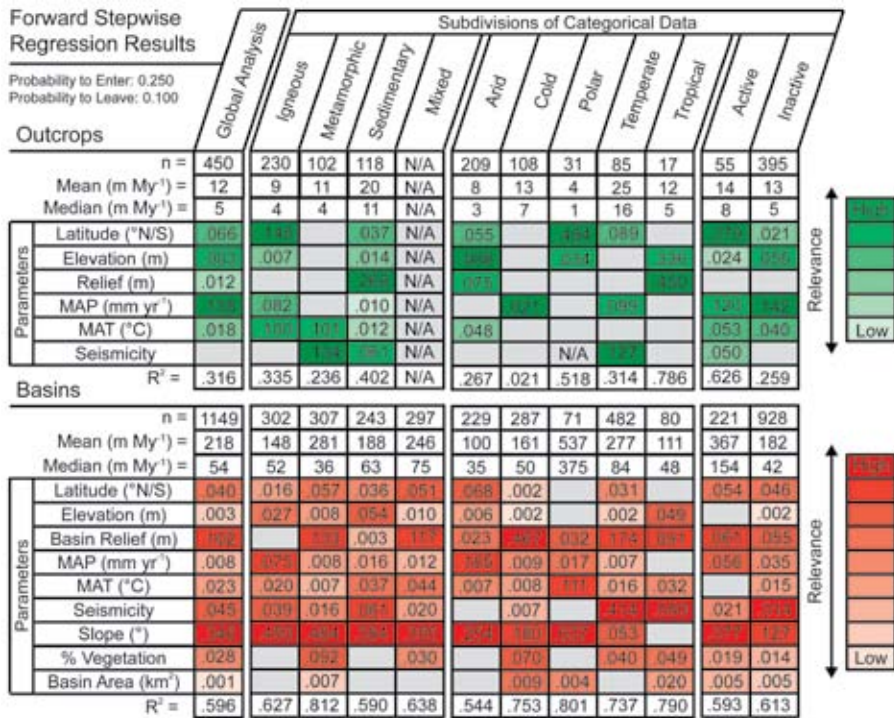 Forward Stepwise
Regression Results
Probability to Enter: 0.250
Probability to Leave: 0.100
Subdivisions of Categorical Data
Global Analysis Igneous Metamorphic Sedimentary Mixed Arid Cold Polar Temperate Tropical Active Inactive
Outcrops
n = 450 230 102 118 N/A 209 108 31 85 17 55 395
Mean (m My⁻¹) = 12 9 11 20 N/A 8 13 4 25 12 14 13
Median (m My⁻¹) = 5 4 4 11 N/A 3 7 1 16 5 8 5
Parameters
Latitude (°N/S) .066 .037 N/A .055 .089 .021
Elevation (m) .007 .014 N/A .024
Relief (m) .012 N/A .075
MAP (mm yr⁻¹) .082 .010 N/A
MAT (°C) .018 .101 .012 N/A .048 .053 .040
Seismicity N/A N/A .050
R² = .316 .335 .236 .402 N/A .267 .021 .518 .314 .786 .626 .259
High
Relevance
Low
Basins
n = 1149 302 307 243 297 229 287 71 482 80 221 928
Mean (m My⁻¹) = 218 148 281 188 246 100 161 537 277 111 367 182
Median (m My⁻¹) = 54 52 36 63 75 35 50 375 84 48 154 42
Parameters
Latitude (°N/S) .040 .016 .057 .036 .051 .068 .002 .031 .054 .046
Elevation (m) .003 .027 .008 .054 .010 .006 .002 .002 .049 .002
Basin Relief (m) .003 .023 .032 .174 .055
MAP (mm yr⁻¹) .008 .075 .008 .016 .012 .009 .017 .007 .056 .035
MAT (°C) .023 .020 .007 .037 .044 .007 .008 .111 .016 .032 .015
Seismicity .045 .039 .016 .061 .020 .007 .021
Slope (°) .053 .127
% Vegetation .028 .092 .030 .070 .040 .049 .019 .014
Basin Area (km²) .001 .007 .009 .004 .020 .005 .005
R² = .596 .627 .812 .590 .638 .544 .753 .801 .737 .790 .593 .613
High
Relevance
Low